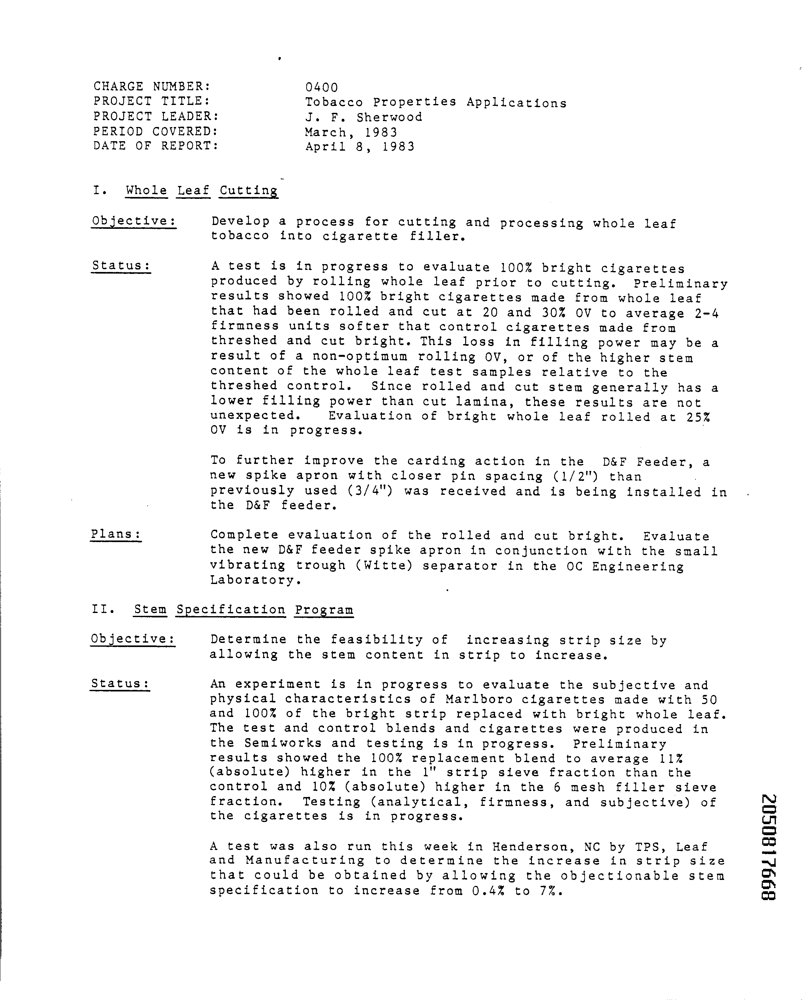 CHARGE NUMBER: 0400
PROJECT TITLE: Tobacco Properties Applications
PROJECT LEADER: J. F. Sherwood
PERIOD COVERED: March, 1983
DATE OF REPORT: April 8, 1983
I. Whole Leaf Cutting
Objective: Develop a process for cutting and processing whole leaf
tobacco into cigarette filler.
Status: A test is in progress to evaluate 100% bright cigarettes
produced by rolling whole leaf prior to cutting. Preliminary
results showed 100% bright cigarettes made from whole leaf
that had been rolled and cut at 20 and 30% OV to average 2-4
firmness units softer that control cigarettes made from
threshed and cut bright. This loss in filling power may be a
result of a non-optimum rolling OV, or of the higher stem
content of the whole leaf test samples relative to the
threshed control. Since rolled and cut stem generally has a
lower filling power than cut lamina, these results are not
unexpected. Evaluation of bright whole leaf rolled at 25%
OV is in progress.
To further improve the carding action in the D&F Feeder, a
new spike apron with closer pin spacing (1/2") than
previously used (3/4") was received and is being installed in
the D&F feeder.
Plans: Complete evaluation of the rolled and cut bright. Evaluate
the new D&F feeder spike apron in conjunction with the small
vibrating trough (Witte) separator in the OC Engineering
Laboratory.
II. Stem Specification Program
Objective: Determine the feasibility of increasing strip size by
allowing the stem content in strip to increase.
Status: An experiment is in progress to evaluate the subjective and
physical characteristics of Marlboro cigarettes made with 50
and 100% of the bright strip replaced with bright whole leaf.
The test and control blends and cigarettes were produced in
the Semiworks and testing is in progress. Preliminary
results showed the 100% replacement blend to average 11%
(absolute) higher in the 1" strip sieve fraction than the
control and 10% (absolute) higher in the 6 mesh filler sieve
fraction. Testing (analytical, firmness, and subjective) of
the cigarettes is in progress.
A test was also run this week in Henderson, NC by TPS, Leaf
and Manufacturing to determine the increase in strip size
that could be obtained by allowing the objectionable stem
specification to increase from 0.4% to 7%.
2050817668